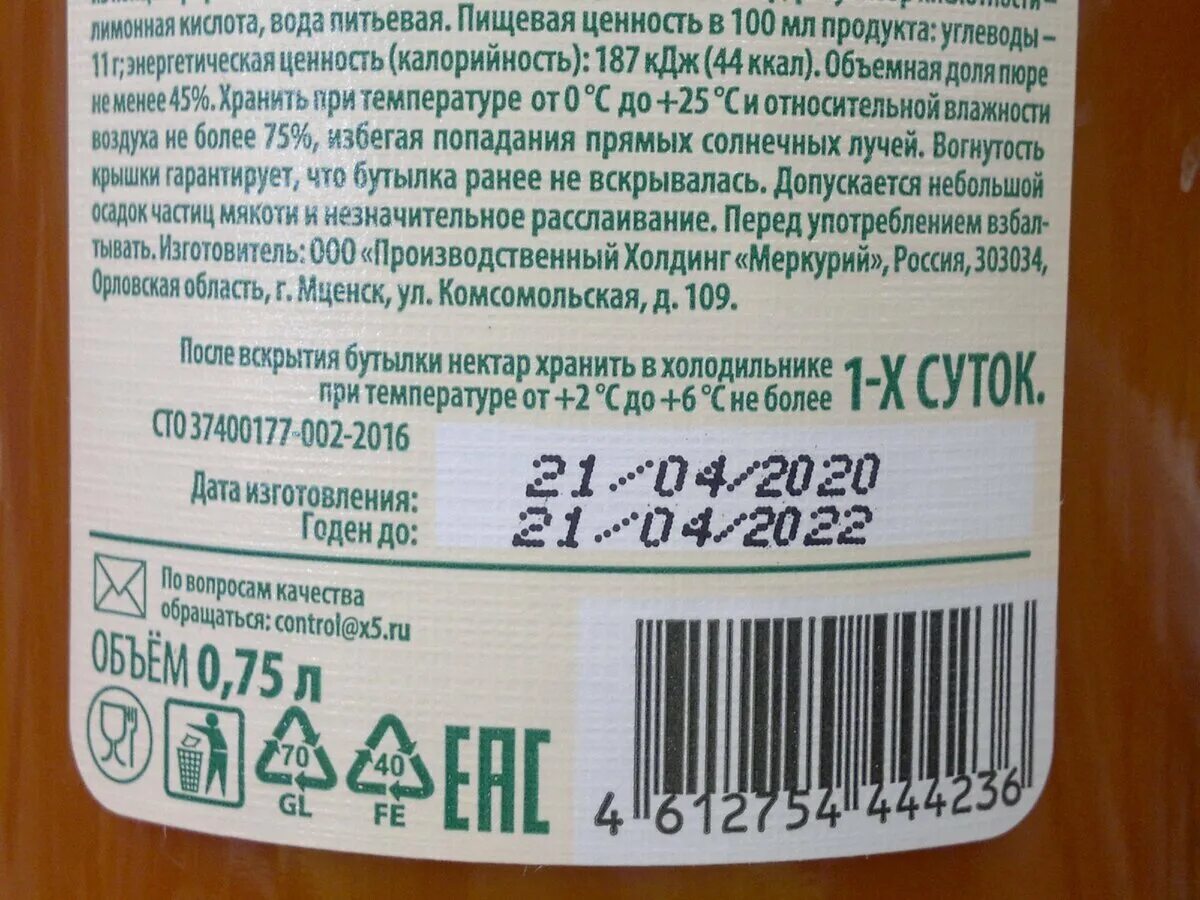 лимонная кислота, вода питьевая. Пищевая ценность в 100 мл продукта: углеводы –
11 г; энергетическая ценность (калорийность): 187 кДж (44 ккал). Объемная доля пюре
не менее 45%. Хранить при температуре от 0 °С до +25 °С и относительной влажности
воздуха не более 75%, избегая попадания прямых солнечных лучей. Вогнутость
крышки гарантирует, что бутылка ранее не вскрывалась. Допускается небольшой
осадок частиц мякоти и незначительное расслаивание. Перед употреблением взбал-
тывать. Изготовитель: ООО «Производственный Холдинг «Меркурий», Россия, 303034,
Орловская область, г. Мценск, ул. Комсомольская, д. 109.
После вскрытия бутылки нектар хранить в холодильнике
при температуре от +2 °С до +6 °С не более 1-Х СУТОК.
СТО 37400177-002-2016
Дата изготовления: 21/04/2020
Годен до: 21/04/2022
По вопросам качества
обращаться: control@x5.ru
ОБЪЁМ 0,75 л
70
GL
40
FE
EAC
4 612754 444236